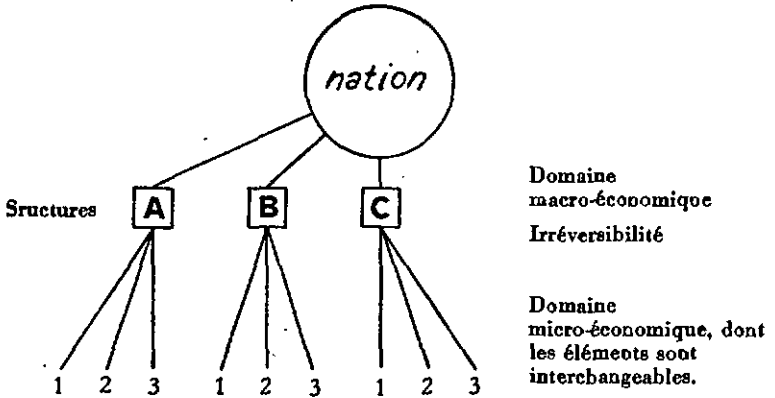 nation
Sructures
A
B
C
Domaine
macro-économique
Irréversibilité
1 2 3 1 2 3 1 2 3
Domaine
micro-économique, dont
les éléments sont
interchangeables.